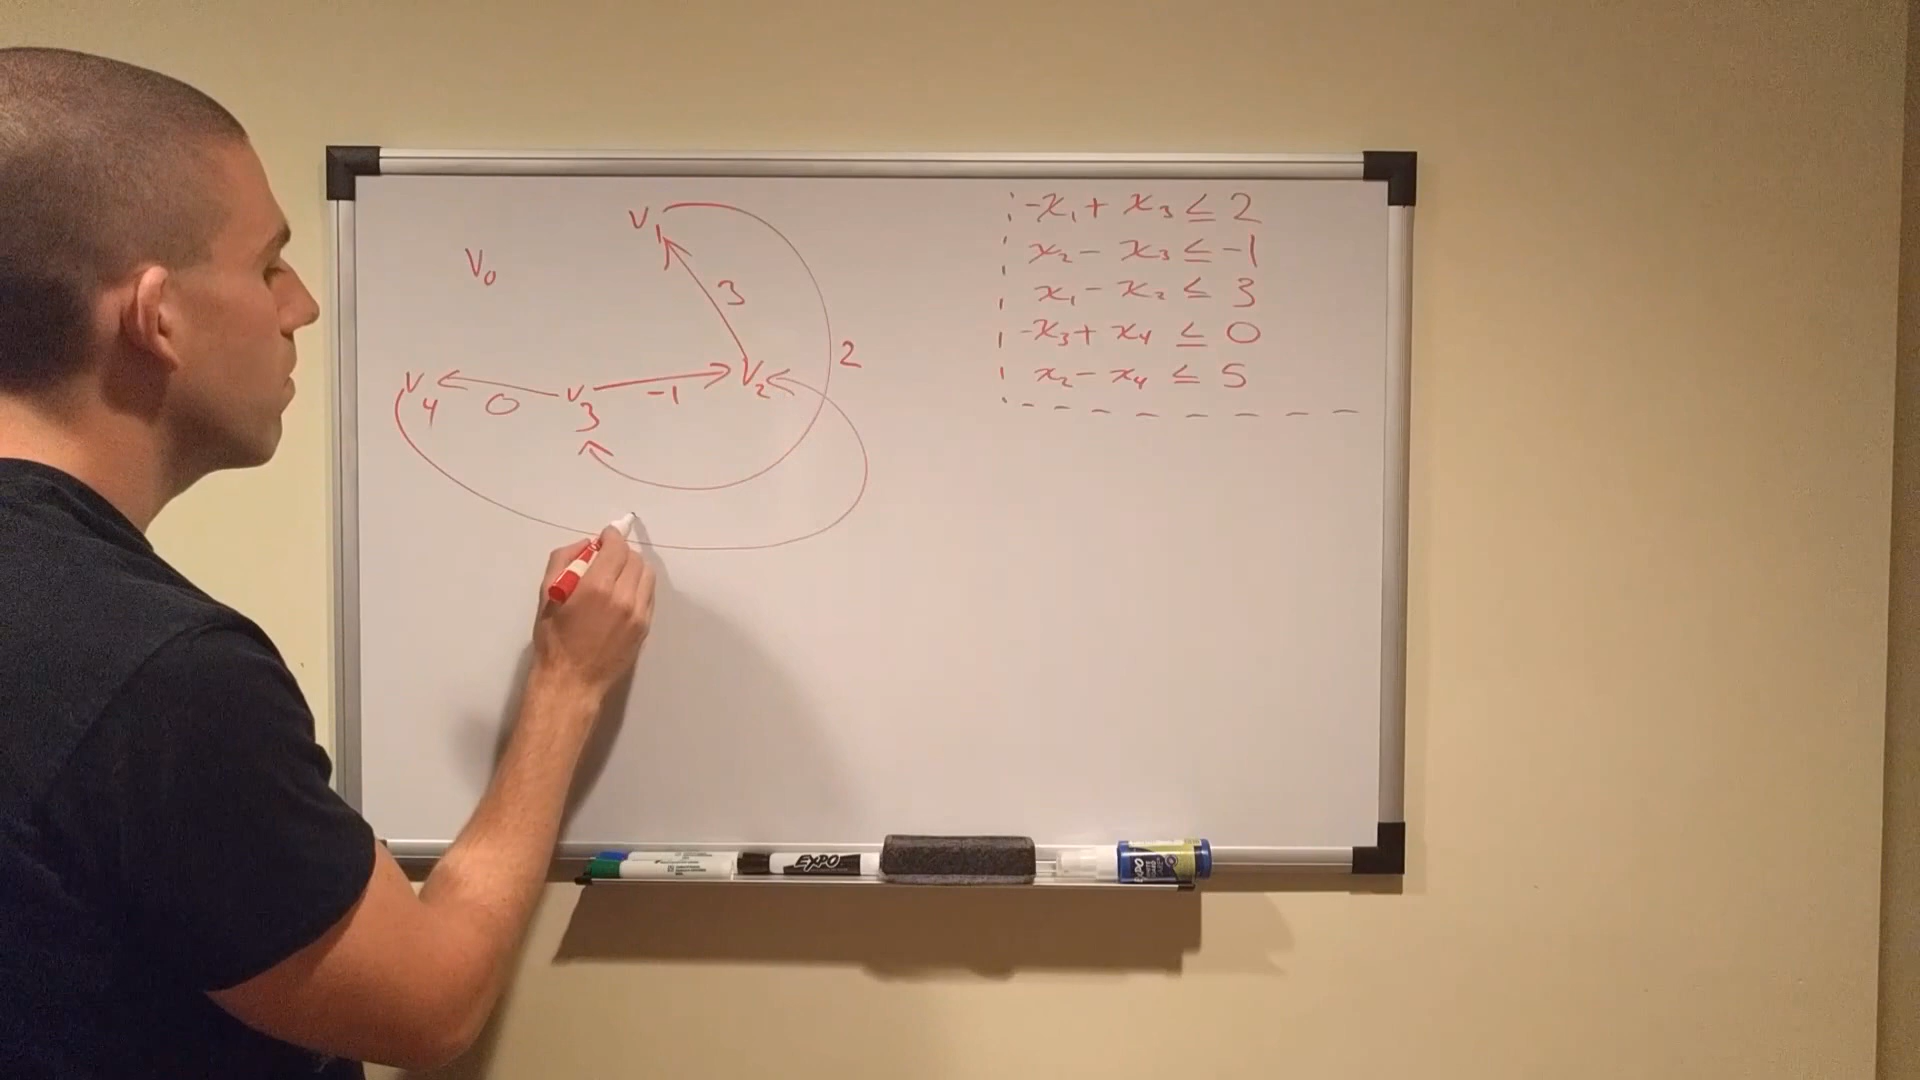 V₀
V₁
3
2
V₄
0
V₃
-1
V₂
-x₁ + x₃ ≤ 2
x₂ - x₃ ≤ -1
x₁ - x₂ ≤ 3
-x₃ + x₄ ≤ 0
x₂ - x₄ ≤ 5
EXPO
EXPO